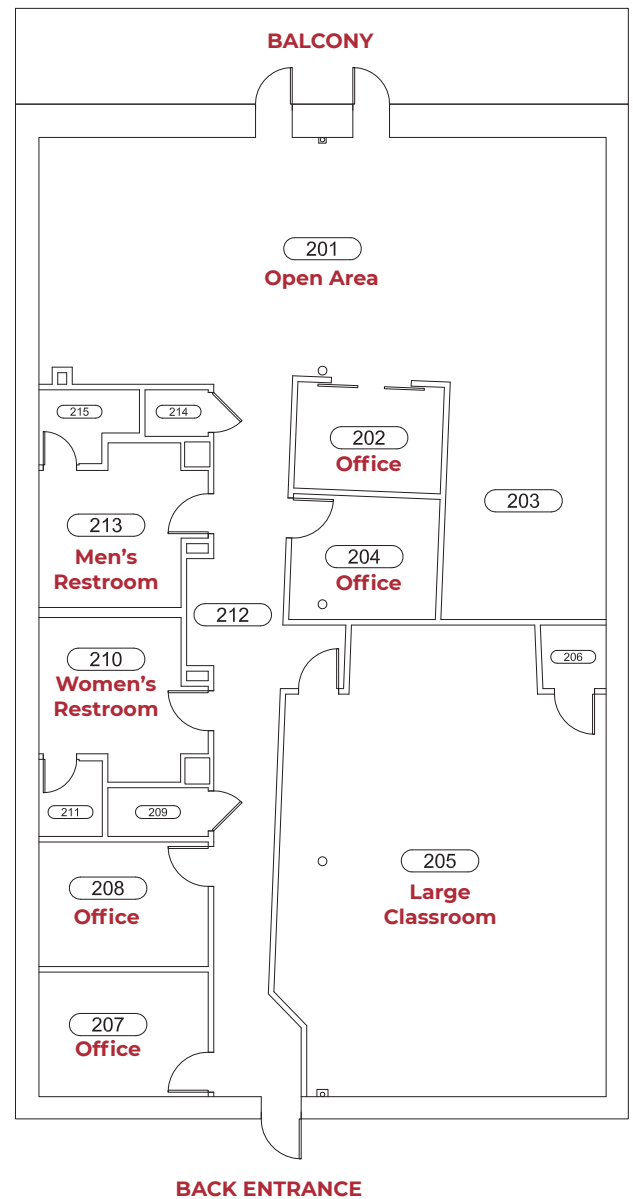 BALCONY
201
Open Area
215
214
202
Office
203
213
Men's
Restroom
204
Office
212
206
210
Women's
Restroom
211
209
205
Large
Classroom
208
Office
207
Office
BACK ENTRANCE